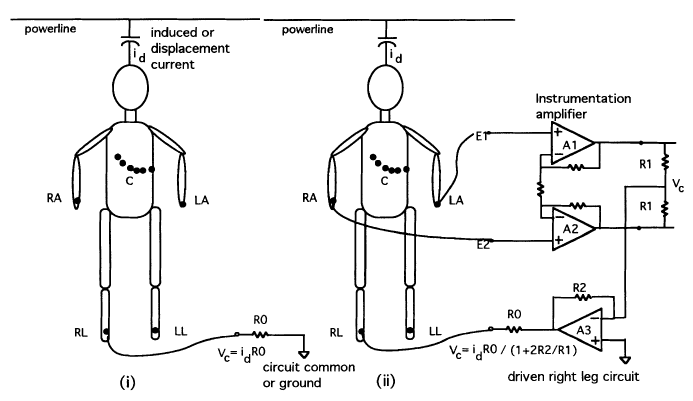 powerline
induced or
displacement
current
i_d
C
RA
LA
RL
LL
R0
V_c = i_d R0
circuit common
or ground
(i)
powerline
i_d
C
RA
LA
RL
LL
E1
E2
Instrumentation
amplifier
+
−
A1
−
+
A2
R1
R1
V_c
R2
R0
−
A3
+
V_c = i_d R0 / (1+2R2/R1)
driven right leg circuit
(ii)